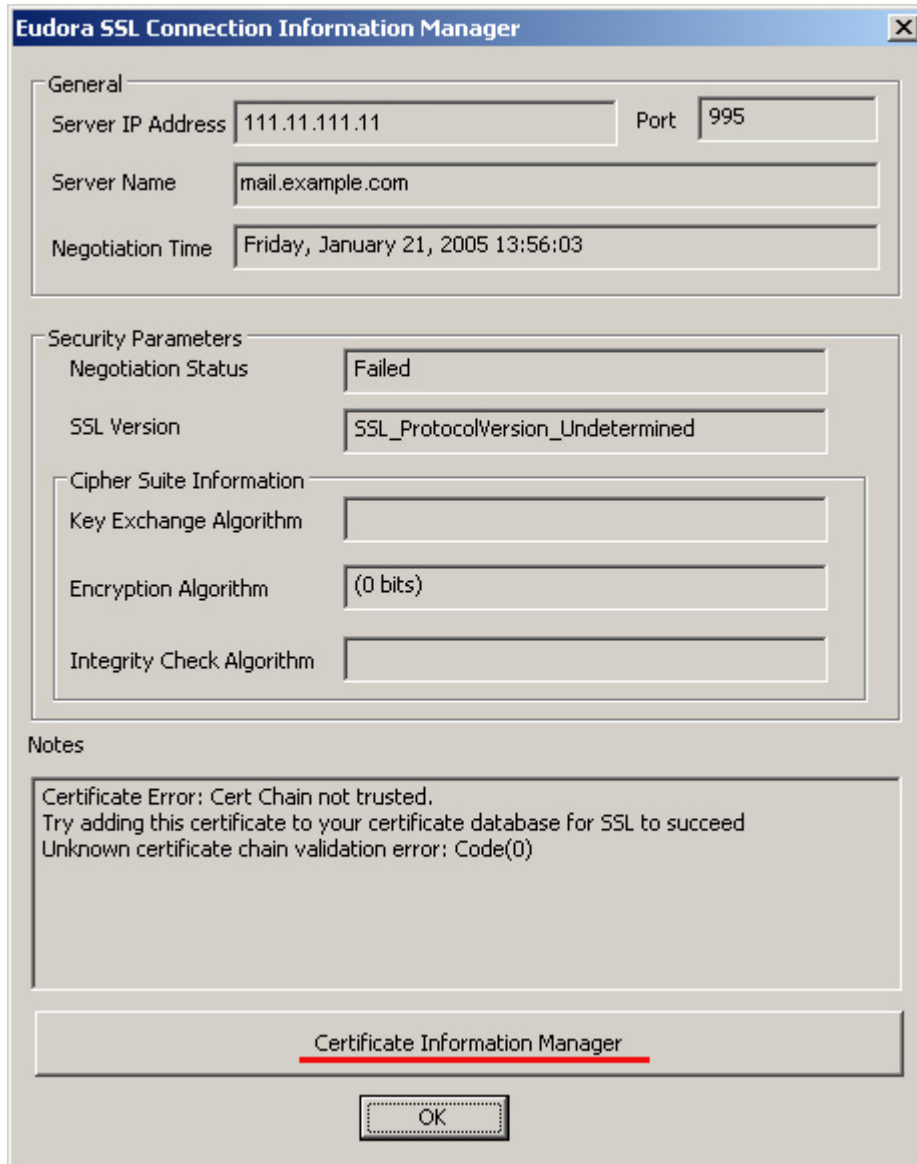 Eudora SSL Connection Information Manager
General
Server IP Address 111.11.111.11 Port 995
Server Name mail.example.com
Negotiation Time Friday, January 21, 2005 13:56:03
Security Parameters
Negotiation Status Failed
SSL Version SSL_ProtocolVersion_Undetermined
Cipher Suite Information
Key Exchange Algorithm
Encryption Algorithm (0 bits)
Integrity Check Algorithm
Notes
Certificate Error: Cert Chain not trusted.
Try adding this certificate to your certificate database for SSL to succeed
Unknown certificate chain validation error: Code(0)
Certificate Information Manager
OK